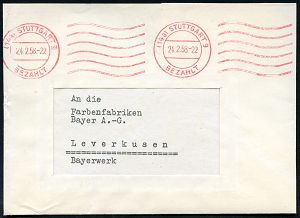 (14a) STUTTGART 9
24.2.58-22
BEZAHLT
(14a) STUTTGART 9
24.2.58-22
BEZAHLT
An die
Farbenfabriken
Bayer A.-G.
Leverkusen
Bayerwerk